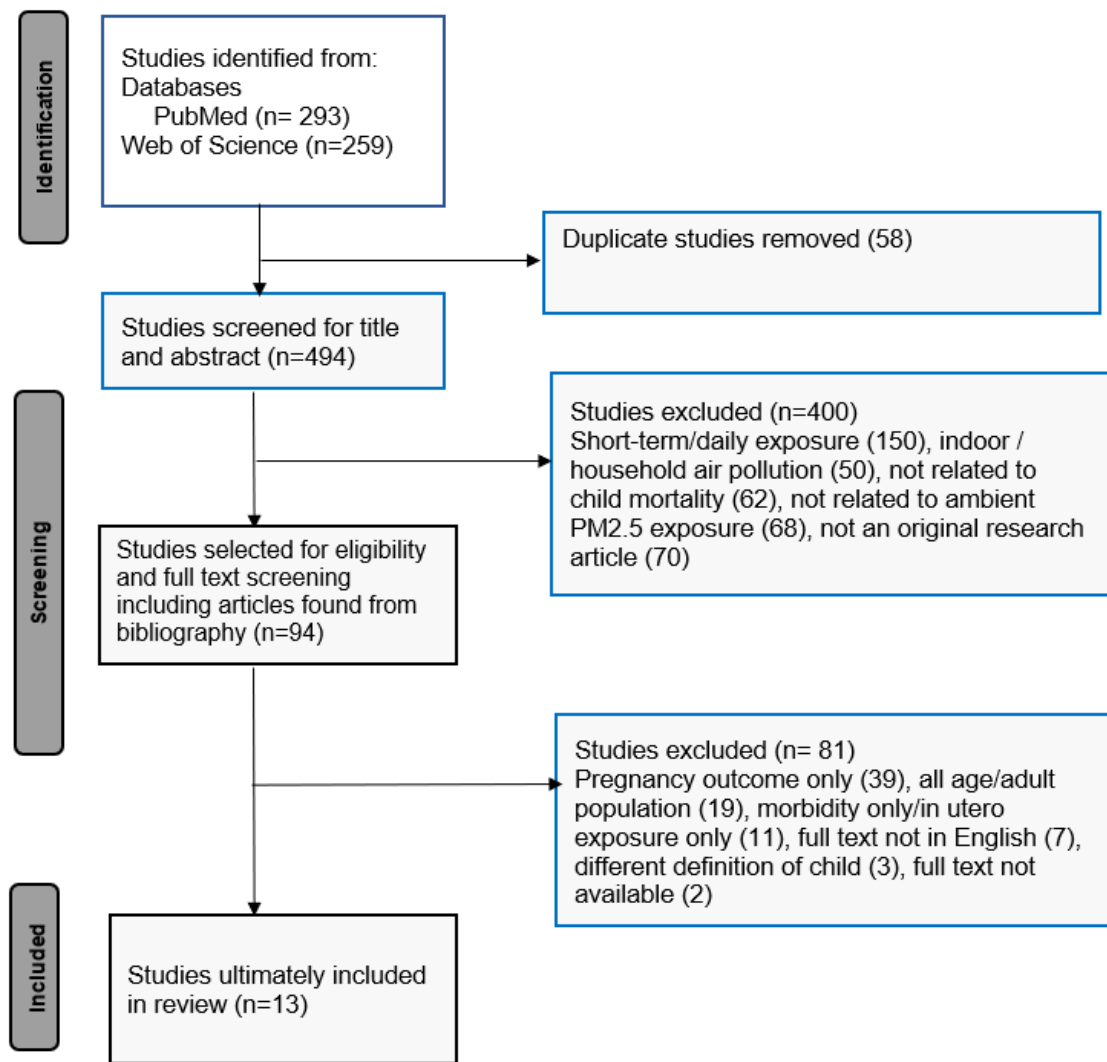 Identification
Studies identified from:
Databases
PubMed (n= 293)
Web of Science (n=259)
Duplicate studies removed (58)
Studies screened for title
and abstract (n=494)
Screening
Studies excluded (n=400)
Short-term/daily exposure (150), indoor /
household air pollution (50), not related to
child mortality (62), not related to ambient
PM2.5 exposure (68), not an original research
article (70)
Studies selected for eligibility
and full text screening
including articles found from
bibliography (n=94)
Studies excluded (n= 81)
Pregnancy outcome only (39), all age/adult
population (19), morbidity only/in utero
exposure only (11), full text not in English (7),
different definition of child (3), full text not
available (2)
Included
Studies ultimately included
in review (n=13)